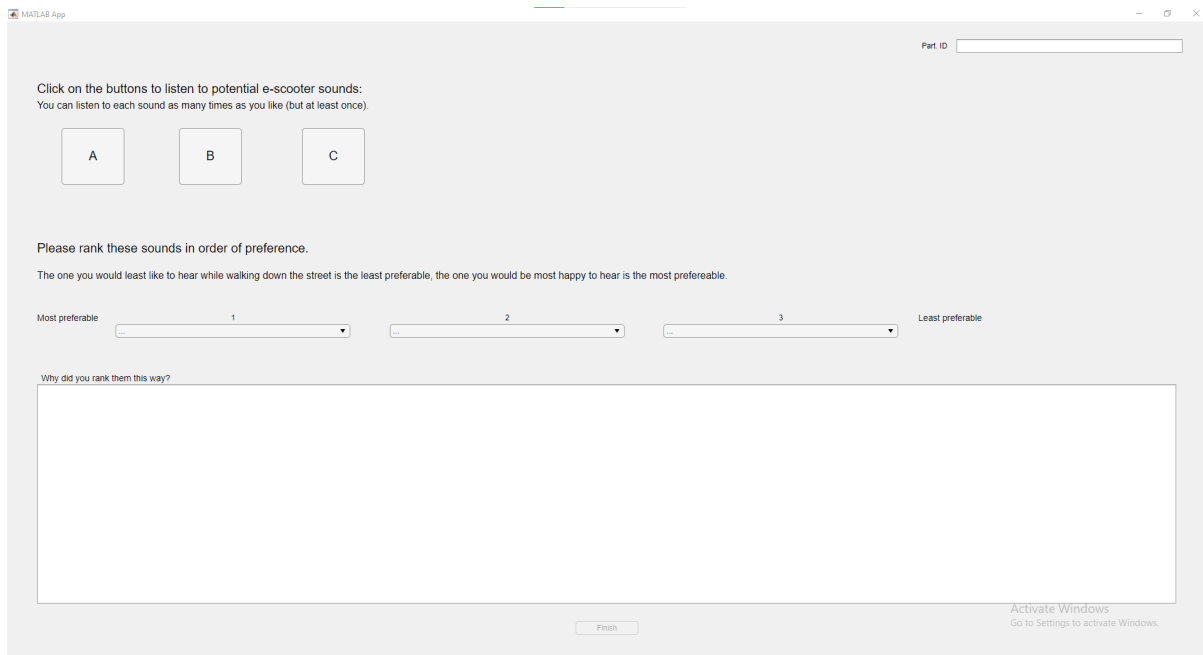 MATLAB App
Part. ID
Click on the buttons to listen to potential e-scooter sounds:
You can listen to each sound as many times as you like (but at least once).
A B C
Please rank these sounds in order of preference.
The one you would least like to hear while walking down the street is the least preferable, the one you would be most happy to hear is the most prefereable.
Most preferable 1 2 3 Least preferable
... ... ...
Why did you rank them this way?
Activate Windows
Go to Settings to activate Windows.
Finish